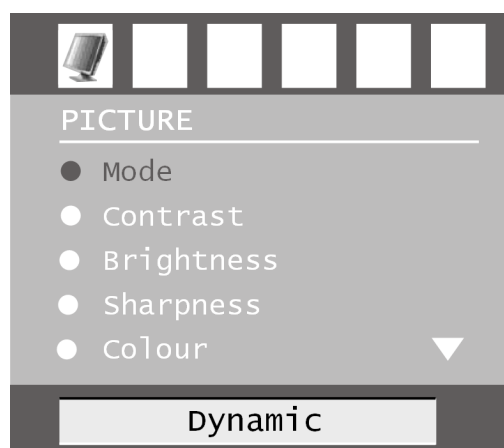 PICTURE
Mode
Contrast
Brightness
Sharpness
Colour
Dynamic